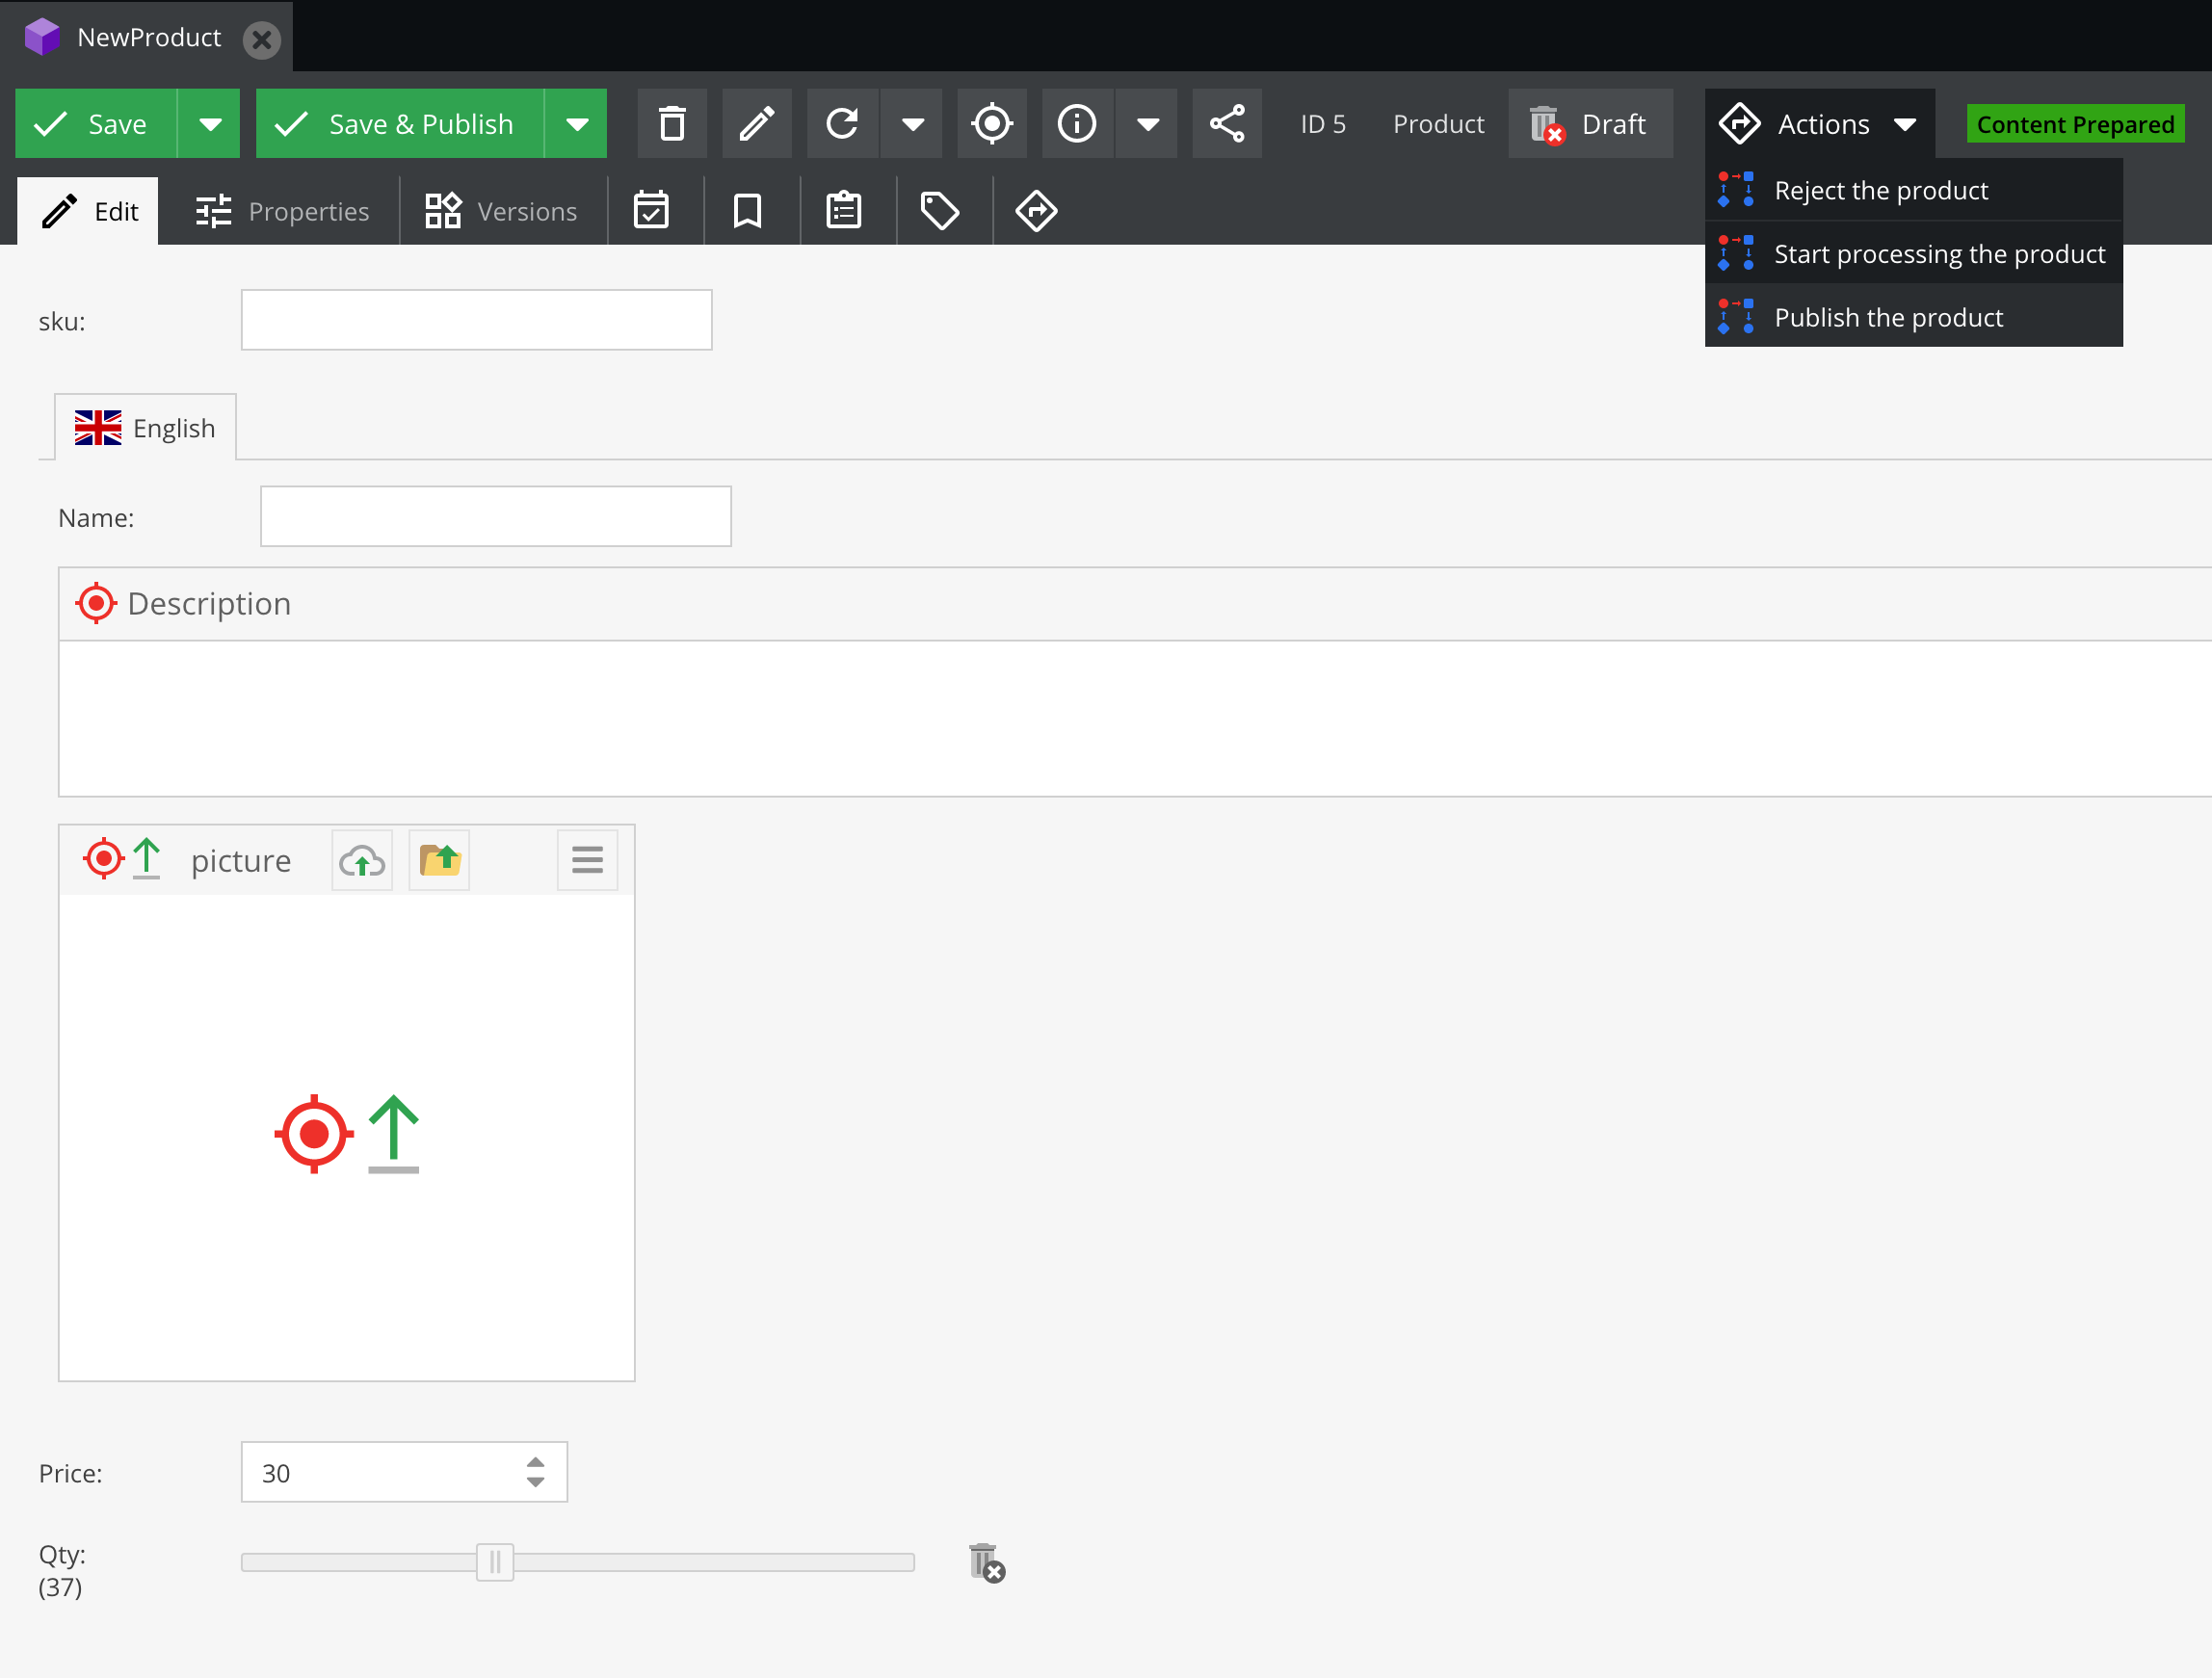 NewProduct
Save
Save & Publish
ID 5
Product
Draft
Actions
Content Prepared
Reject the product
Start processing the product
Publish the product
Edit
Properties
Versions
sku:
English
Name:
Description
picture
Price:
30
Qty:
(37)